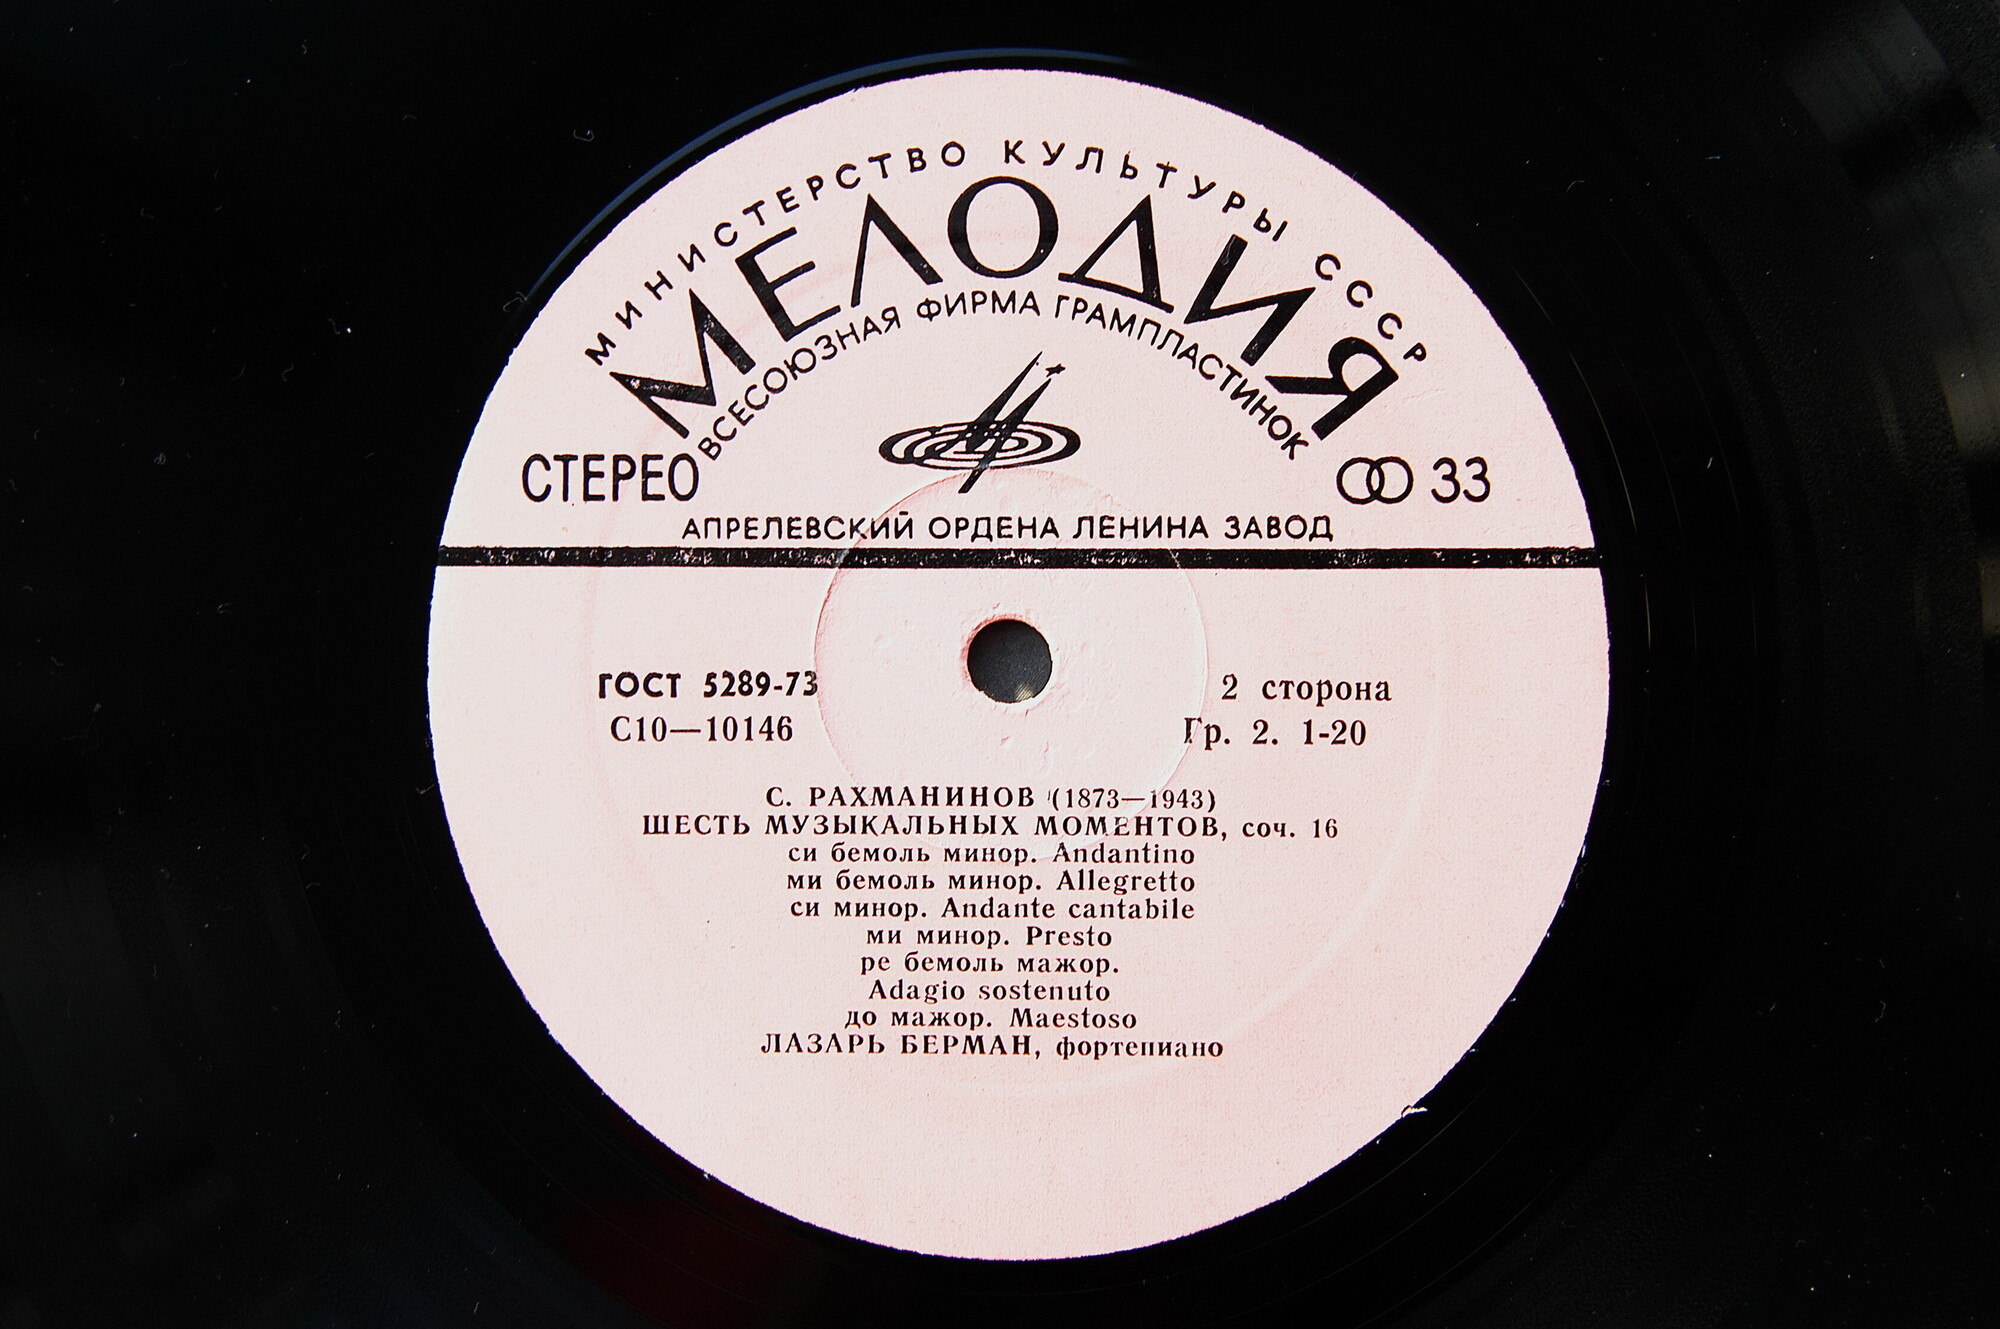 МИНИСТЕРСТВО КУЛЬТУРЫ СССР
МЕЛОДИЯ
ВСЕСОЮЗНАЯ ФИРМА ГРАМПЛАСТИНОК
СТЕРЕО
33
АПРЕЛЕВСКИЙ ОРДЕНА ЛЕНИНА ЗАВОД
ГОСТ 5289-73
2 сторона
С10—10146
Гр. 2. 1-20
С. РАХМАНИНОВ (1873—1943)
ШЕСТЬ МУЗЫКАЛЬНЫХ МОМЕНТОВ, соч. 16
си бемоль минор. Andantino
ми бемоль минор. Allegretto
си минор. Andante cantabile
ми минор. Presto
ре бемоль мажор.
Adagio sostenuto
до мажор. Maestoso
ЛАЗАРЬ БЕРМАН, фортепиано